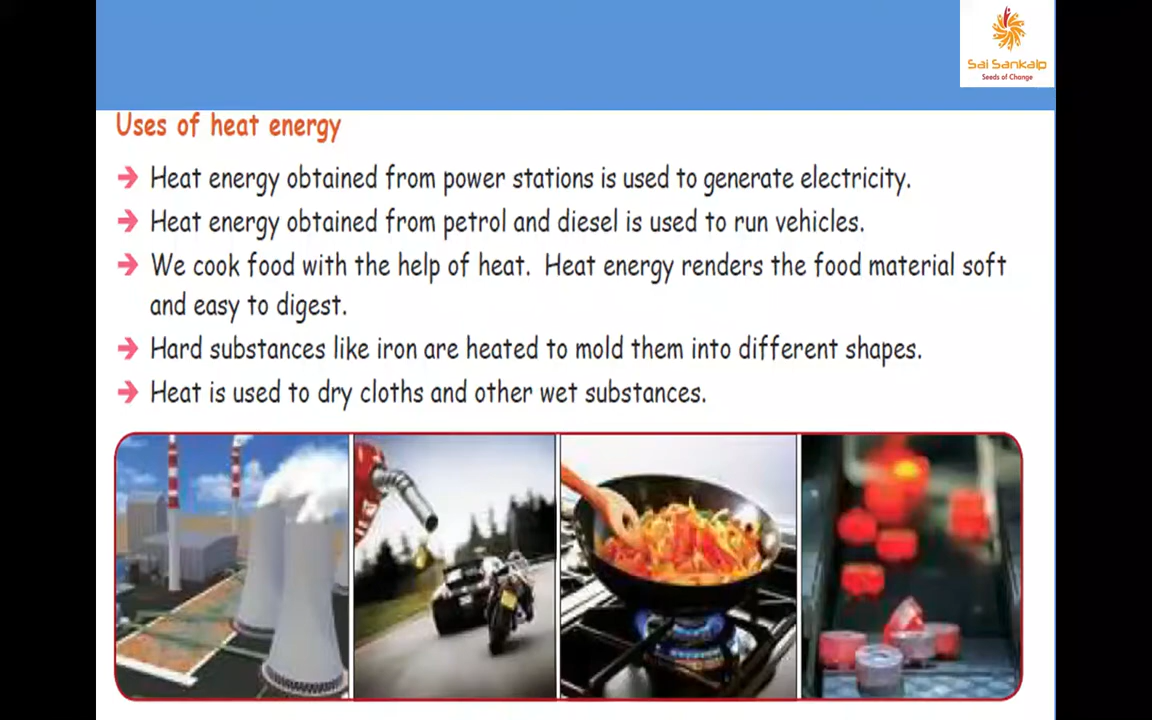 Sai Sankalp
Seeds of Change
Uses of heat energy
➔ Heat energy obtained from power stations is used to generate electricity.
➔ Heat energy obtained from petrol and diesel is used to run vehicles.
➔ We cook food with the help of heat. Heat energy renders the food material soft
and easy to digest.
➔ Hard substances like iron are heated to mold them into different shapes.
➔ Heat is used to dry cloths and other wet substances.